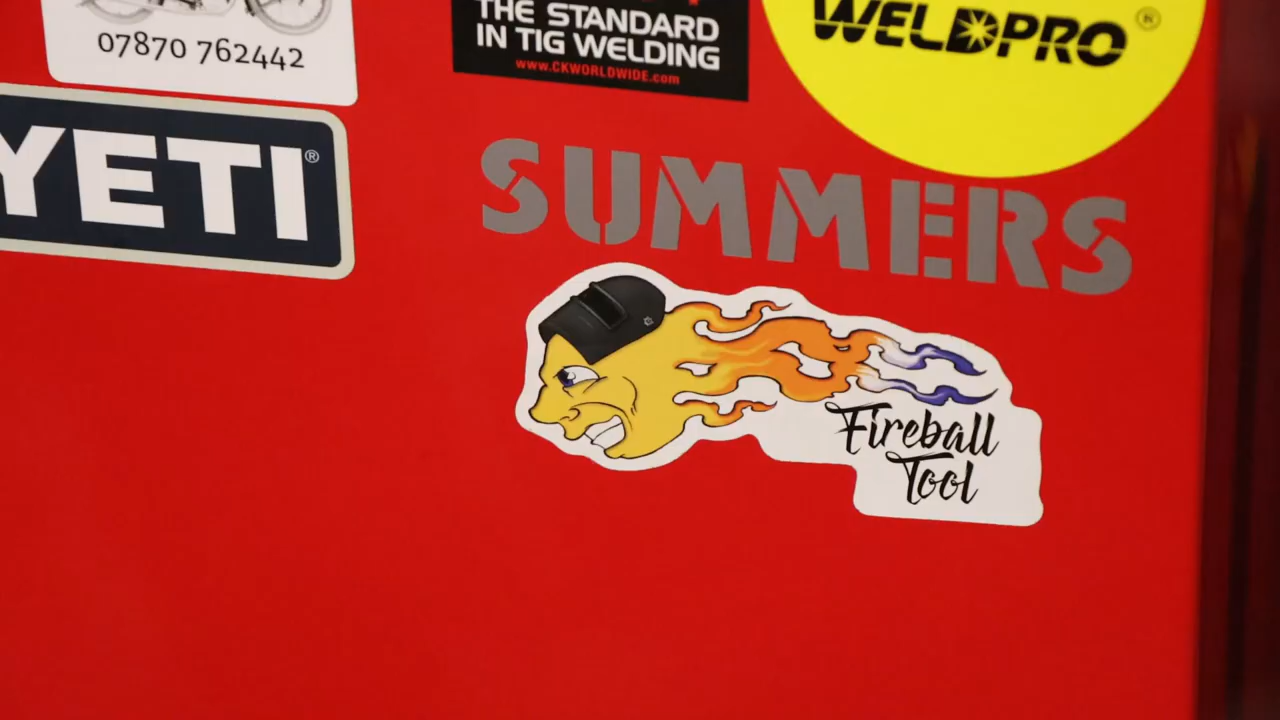 07870 762442
THE STANDARD
IN TIG WELDING
www.CKWORLDWIDE.com
WELDPRO®
YETI®
SUMMERS
Fireball
Tool